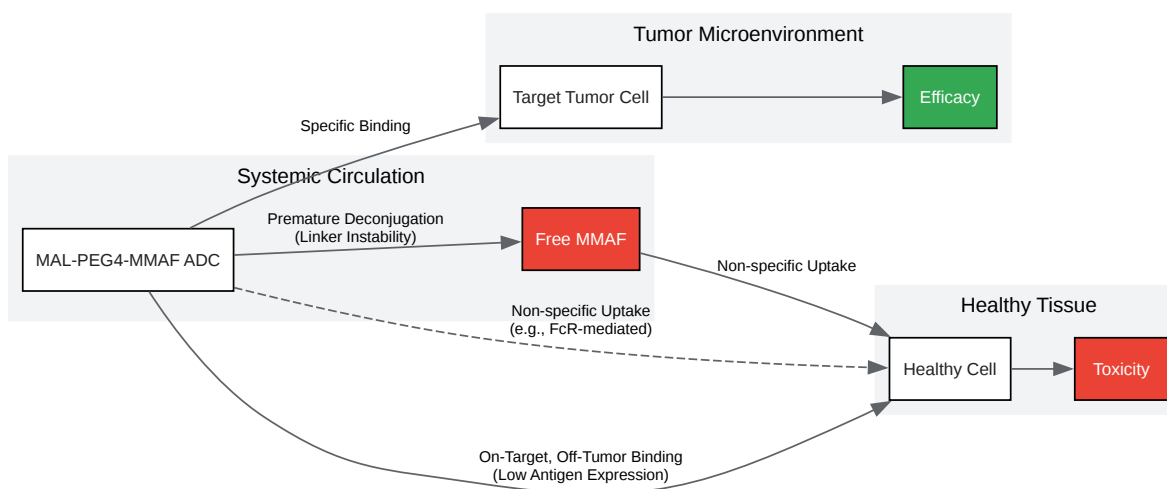 Tumor Microenvironment
Target Tumor Cell
Efficacy
Specific Binding
Systemic Circulation
Premature Deconjugation
(Linker Instability)
MAL-PEG4-MMAF ADC
Free MMAF
Non-specific Uptake
Non-specific Uptake
(e.g., FcR-mediated)
Healthy Tissue
Healthy Cell
Toxicity
On-Target, Off-Tumor Binding
(Low Antigen Expression)